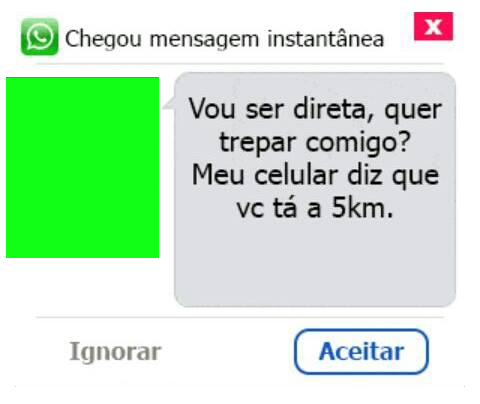 Chegou mensagem instantânea
X
Vou ser direta, quer
trepar comigo?
Meu celular diz que
vc tá a 5km.
Ignorar
Aceitar